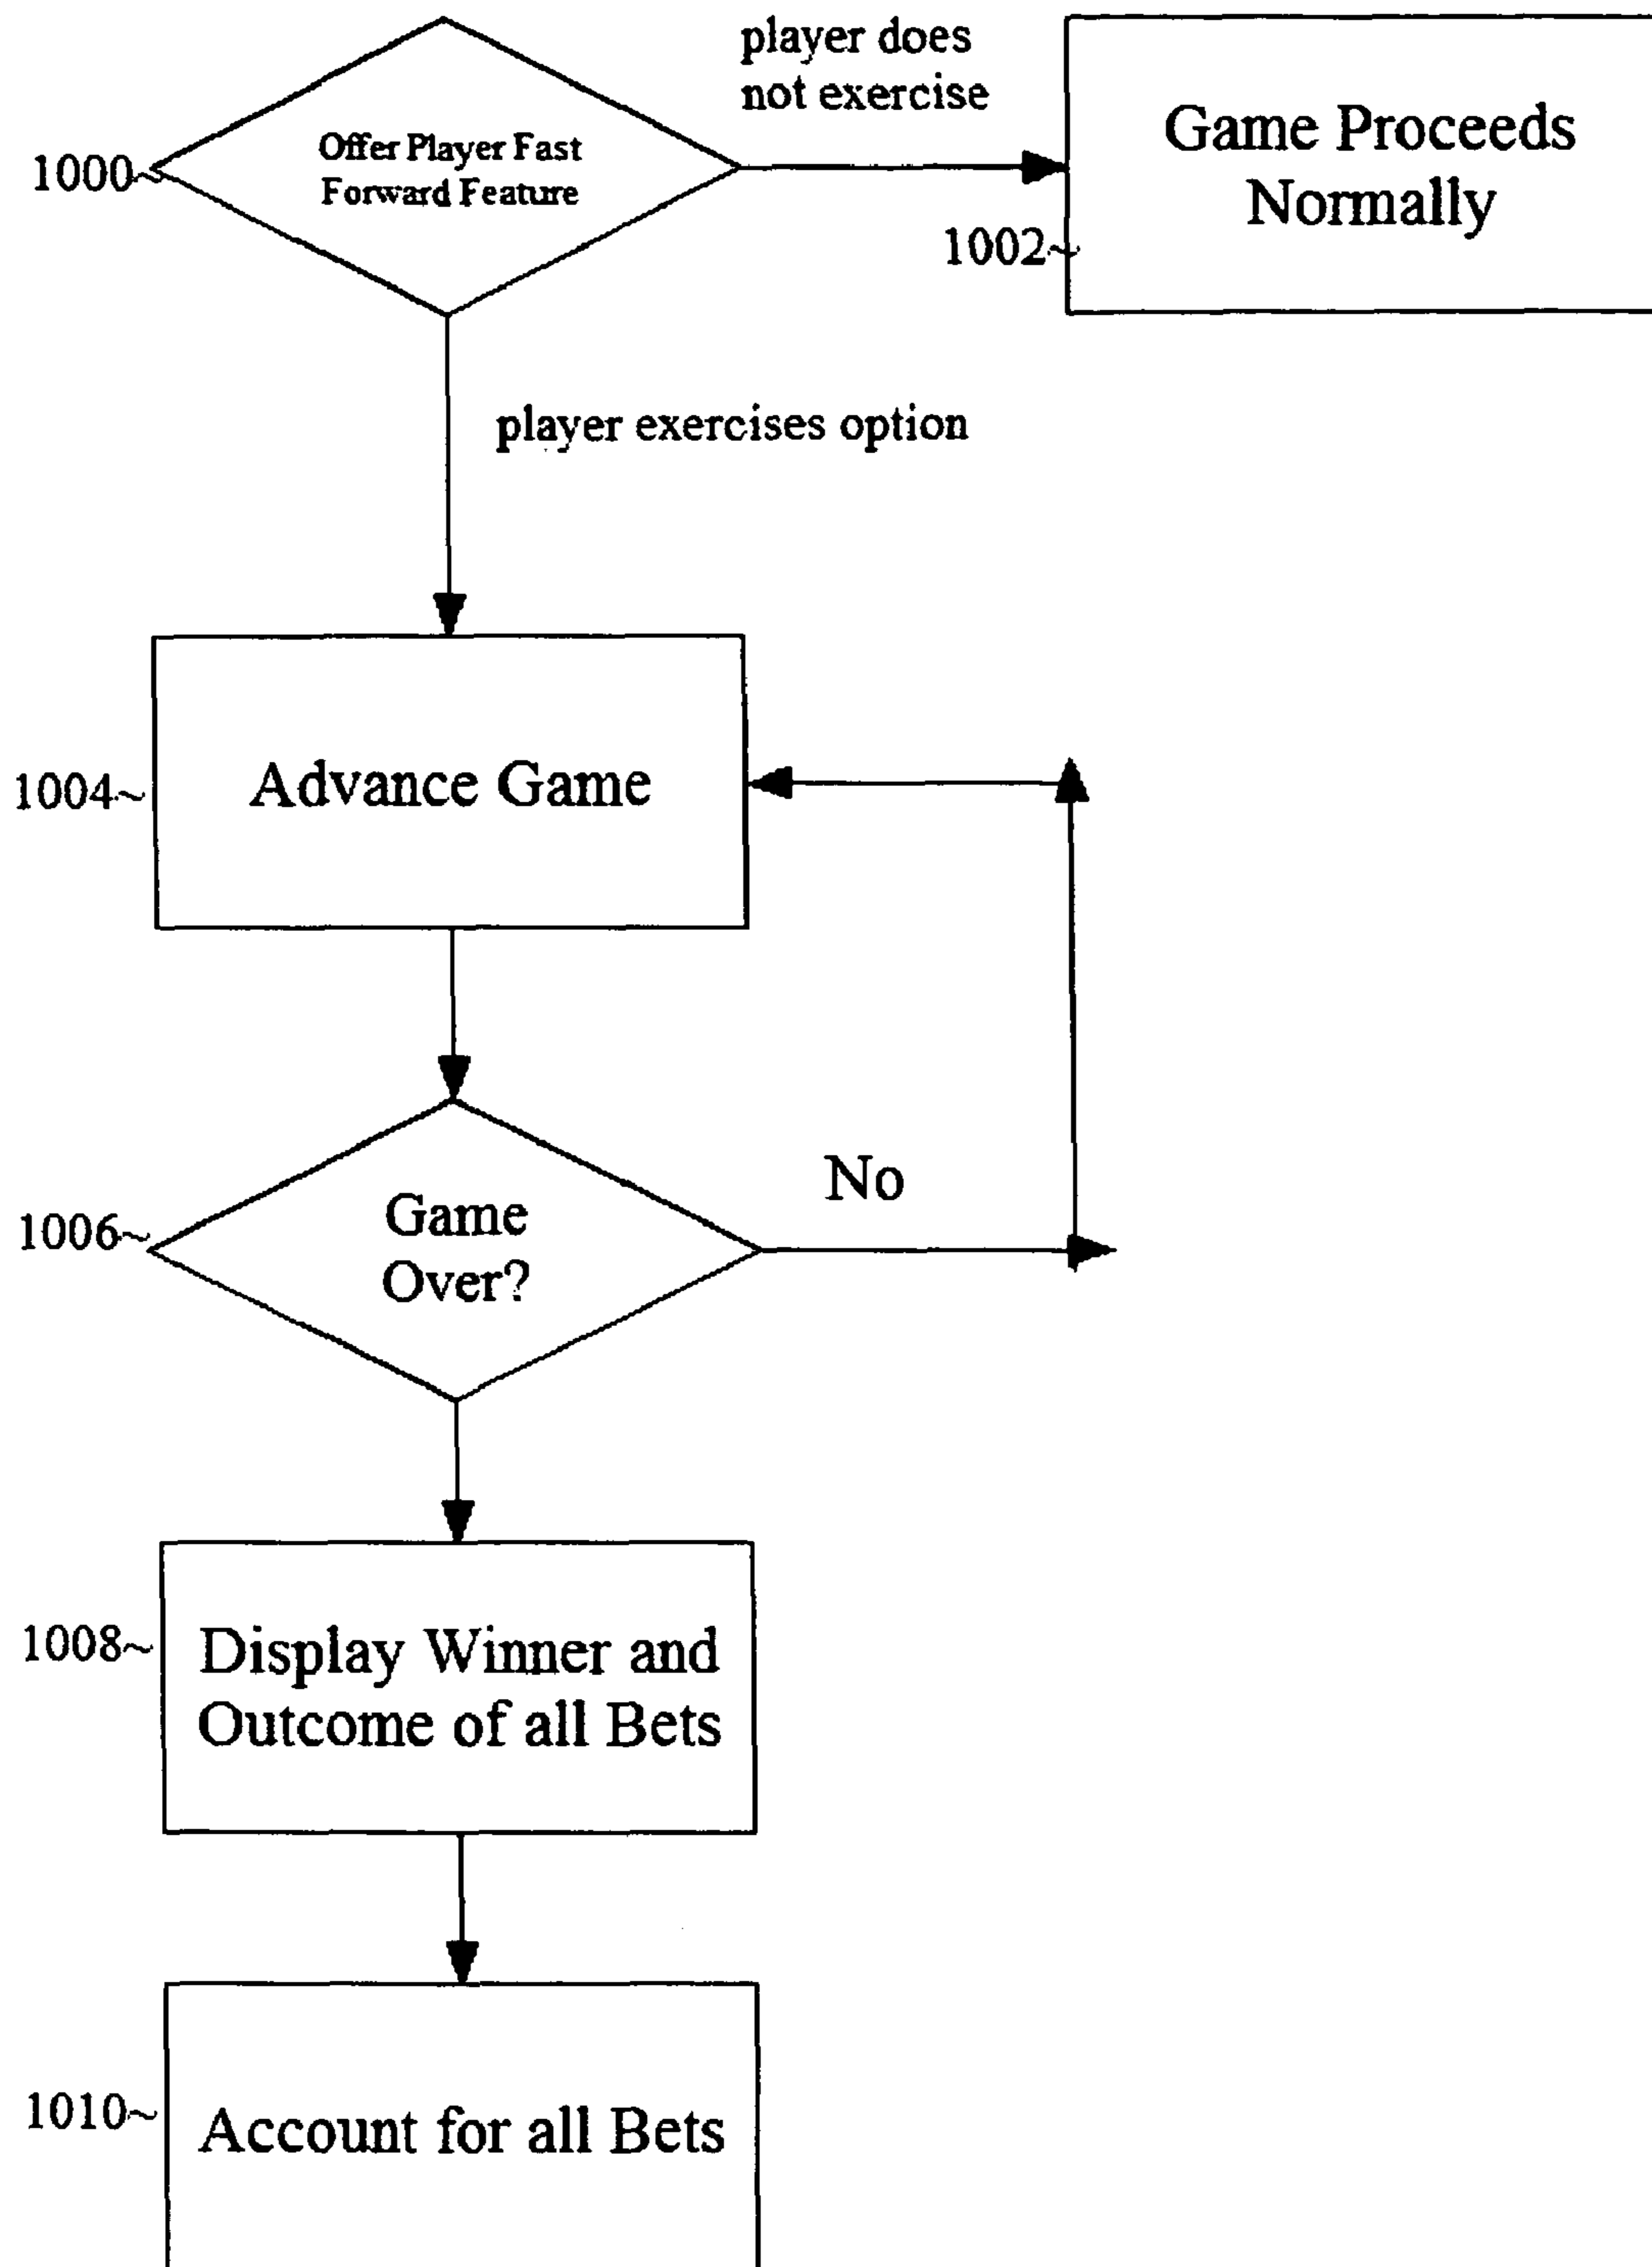 player does
not exercise
Offer Player Fast
Forward Feature
1000~
Game Proceeds
Normally
1002~
player exercises option
Advance Game
1004~
No
Game
Over?
1006~
Display Winner and
Outcome of all Bets
1008~
Account for all Bets
1010~